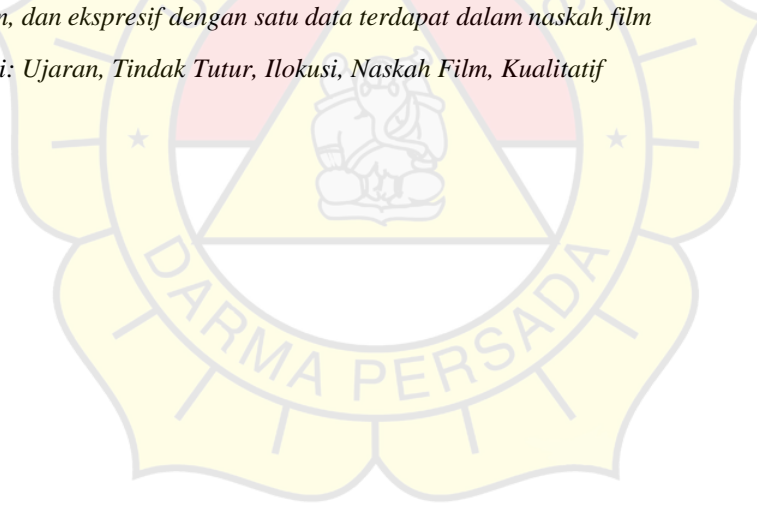 , dan ekspresif dengan satu data terdapat dalam naskah film
: Ujaran, Tindak Tutur, Ilokusi, Naskah Film, Kualitatif
DARMA PERSADA